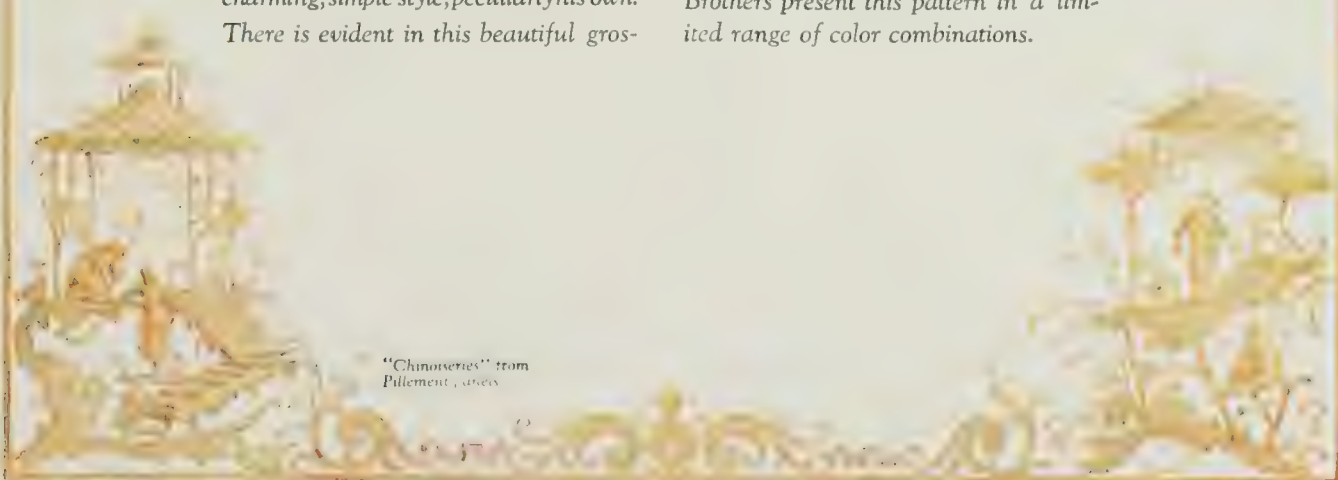 charming, simple style, peculiarly his own.
There is evident in this beautiful gros-
Brothers present this pattern in a lim-
ited range of color combinations.
"Chinoiseries" from
Pillement